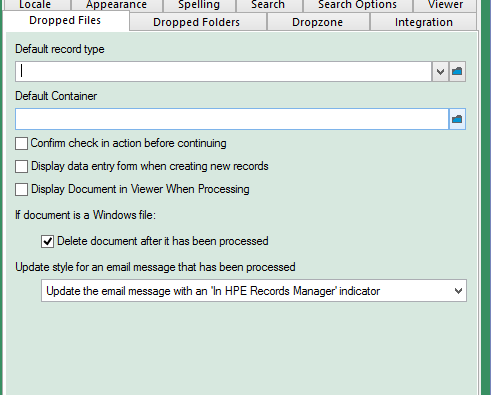 Locale Appearance Spelling Search Search Options Viewer
Dropped Files Dropped Folders Dropzone Integration
Default record type
Default Container
Confirm check in action before continuing
Display data entry form when creating new records
Display Document in Viewer When Processing
If document is a Windows file:
Delete document after it has been processed
Update style for an email message that has been processed
Update the email message with an 'In HPE Records Manager' indicator